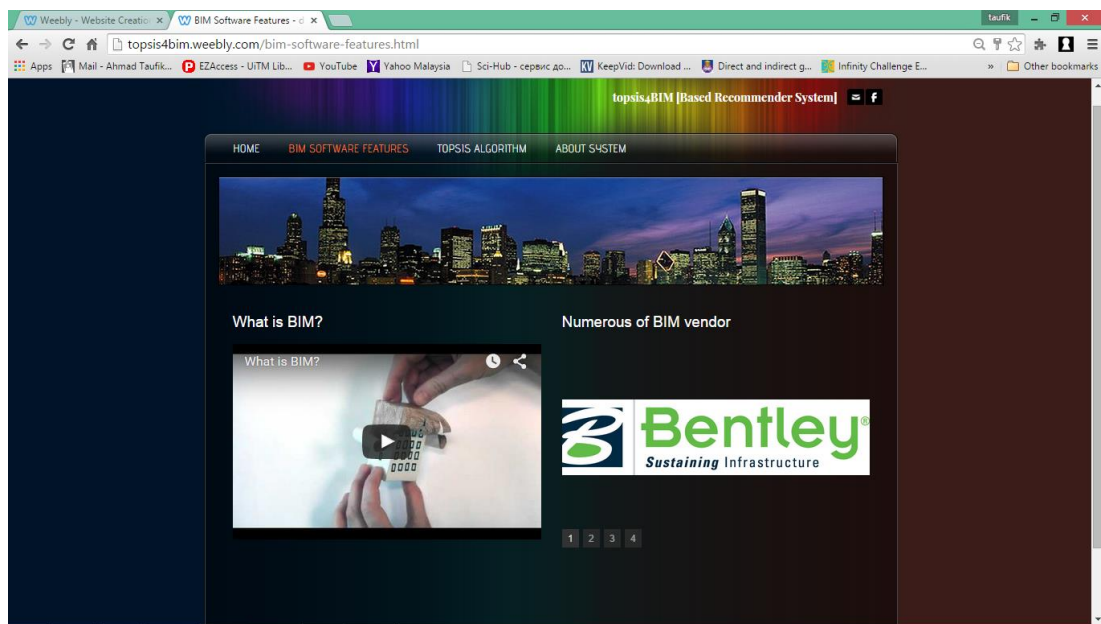 Weebly - Website Creation
BIM Software Features - d
taufik
topsis4bim.weebly.com/bim-software-features.html
Apps
Mail - Ahmad Taufik...
EZAccess - UiTM Lib...
YouTube
Yahoo Malaysia
Sci-Hub - сервис до...
KeepVid: Download ...
Direct and indirect g...
Infinity Challenge E...
»
Other bookmarks
topsis4BIM [Based Recommender System]
HOME BIM SOFTWARE FEATURES TOPSIS ALGORITHM ABOUT SYSTEM
What is BIM?
Numerous of BIM vendor
What is BIM?
Bentley®
Sustaining Infrastructure
1 2 3 4